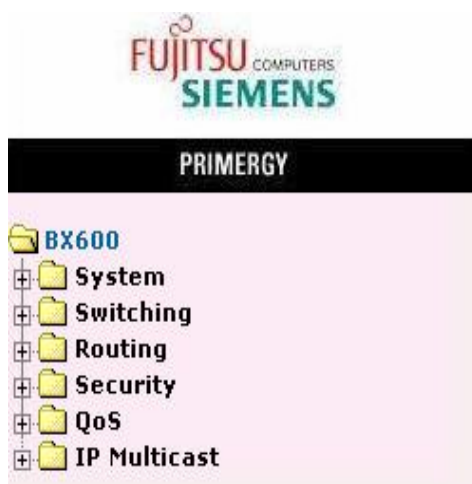 FUJITSU COMPUTERS
SIEMENS
PRIMERGY
BX600
System
Switching
Routing
Security
QoS
IP Multicast